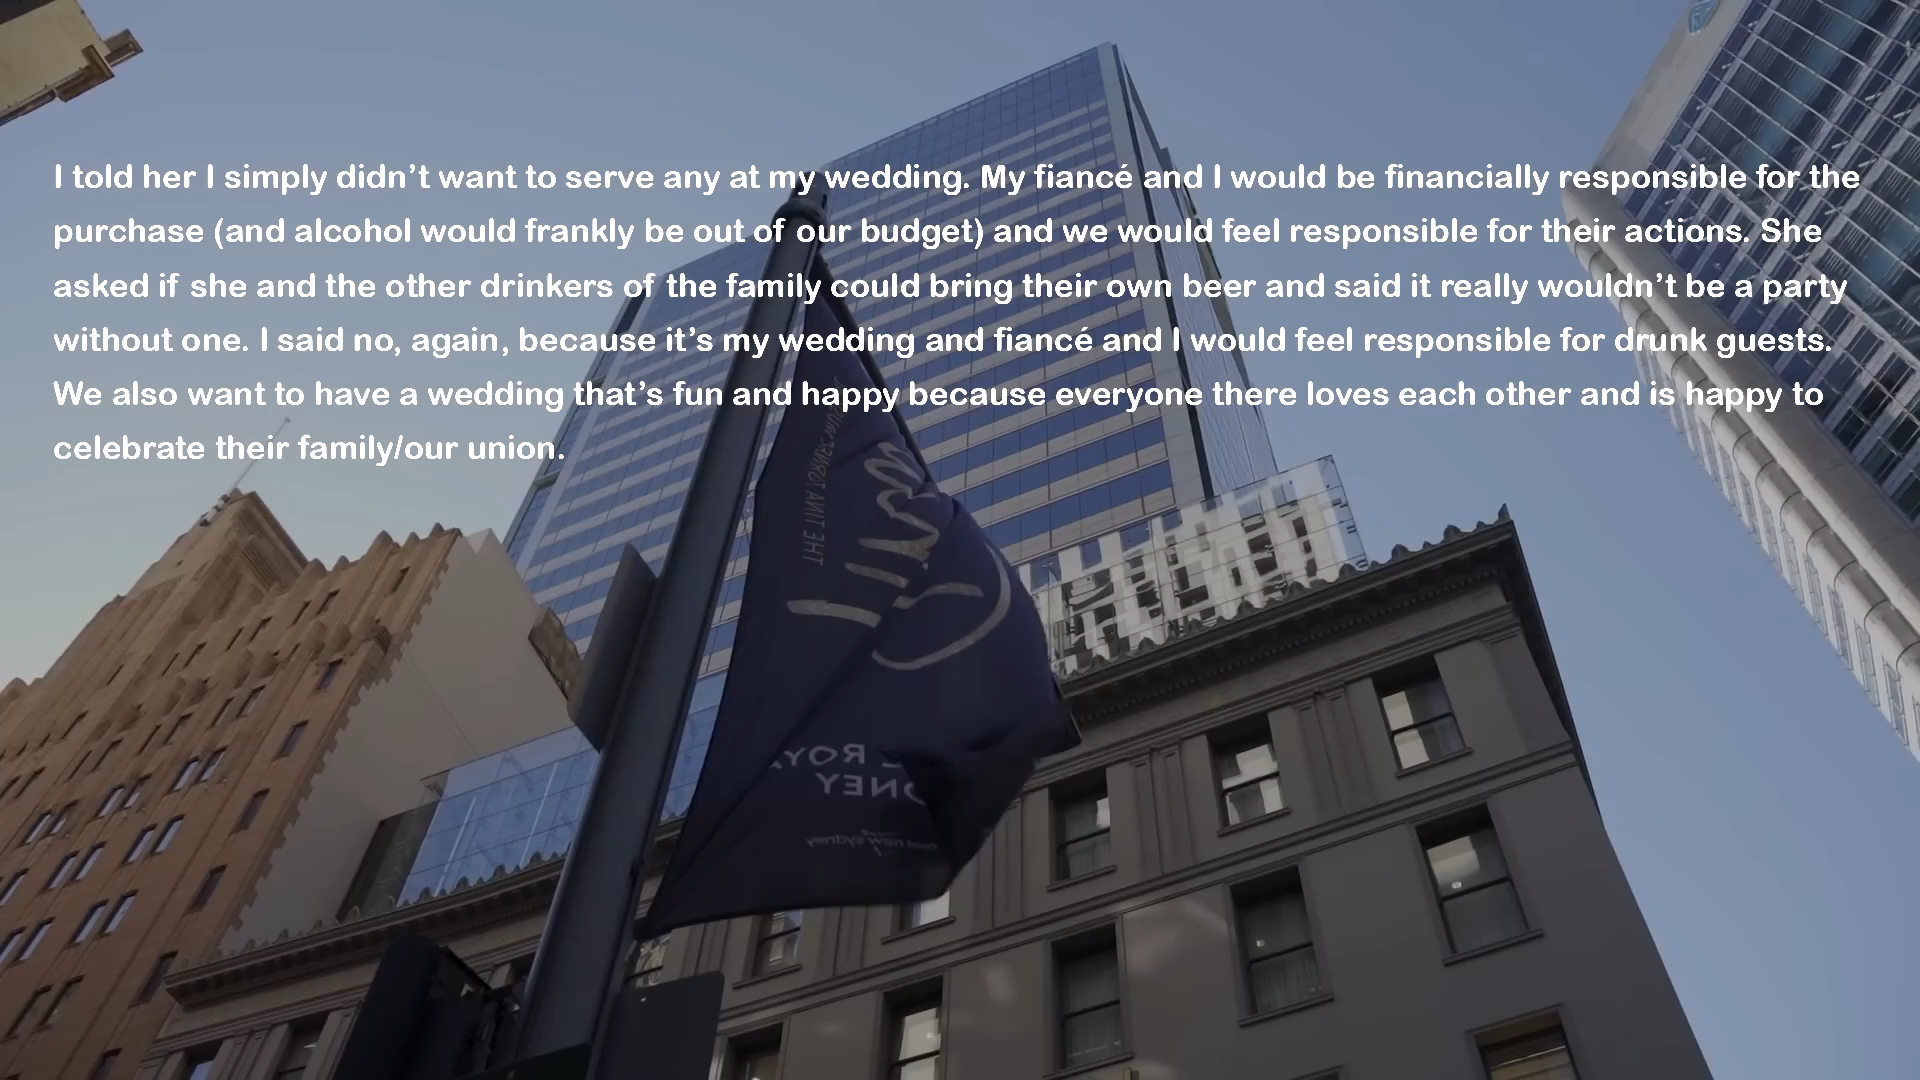 I told her I simply didn't want to serve any at my wedding. My fiancé and I would be financially responsible for the
purchase (and alcohol would frankly be out of our budget) and we would feel responsible for their actions. She
asked if she and the other drinkers of the family could bring their own beer and said it really wouldn't be a party
without one. I said no, again, because it's my wedding and fiancé and I would feel responsible for drunk guests.
We also want to have a wedding that's fun and happy because everyone there loves each other and is happy to
celebrate their family/our union.
THE
ROY
NEY
sydney